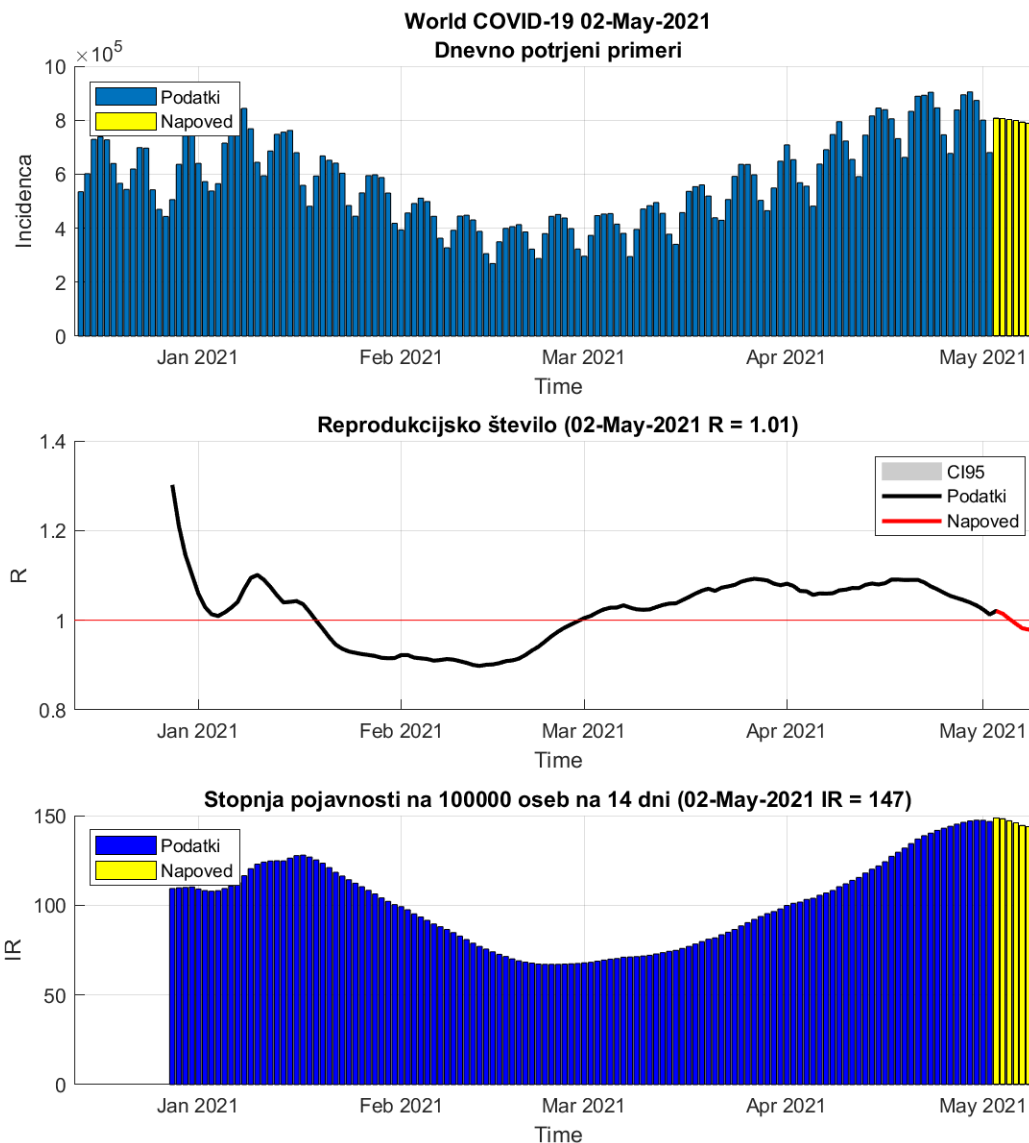 World COVID-19 02-May-2021
Dnevno potrjeni primeri
×10^5
10
8
6
4
2
0
Incidenca
Podatki
Napoved
Jan 2021 Feb 2021 Mar 2021 Apr 2021 May 2021
Time
Reprodukcijsko število (02-May-2021 R = 1.01)
1.4
1.2
1
0.8
R
CI95
Podatki
Napoved
Jan 2021 Feb 2021 Mar 2021 Apr 2021 May 2021
Time
Stopnja pojavnosti na 100000 oseb na 14 dni (02-May-2021 IR = 147)
150
100
50
0
IR
Podatki
Napoved
Jan 2021 Feb 2021 Mar 2021 Apr 2021 May 2021
Time